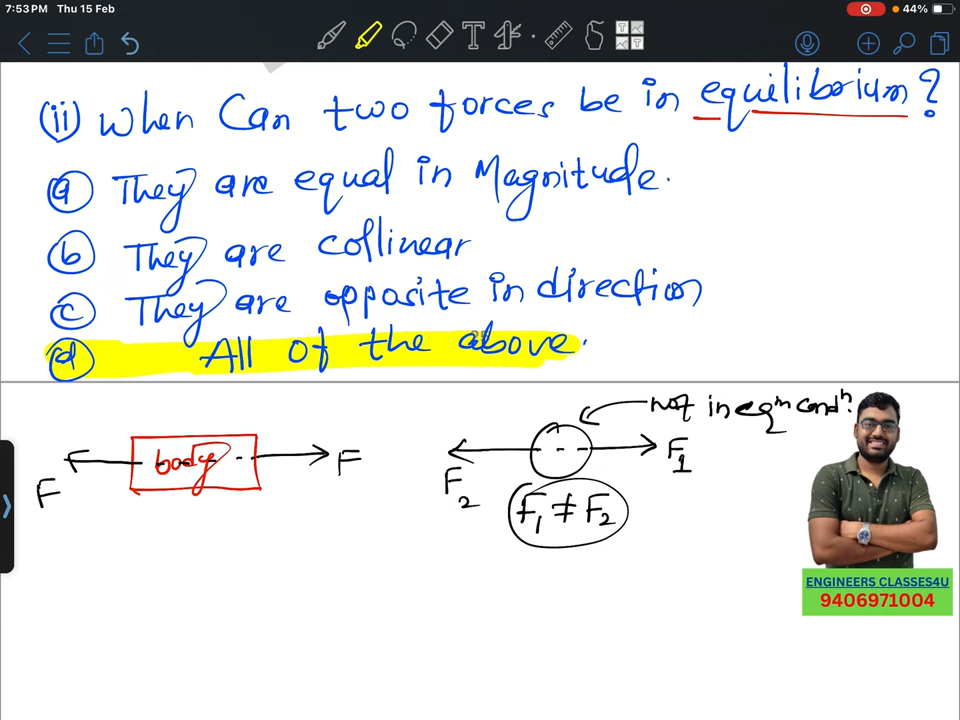 7:53 PM Thu 15 Feb
44%
(ii) When Can two forces be in equilibrium?
(a) They are equal in Magnitude.
(b) They are collinear
(c) They are opposite in direction
(d) All of the above.
not in eqᵐ condⁿ.
F body F
F₂ F₁
F₁ ≠ F₂
ENGINEERS CLASSES4U
9406971004